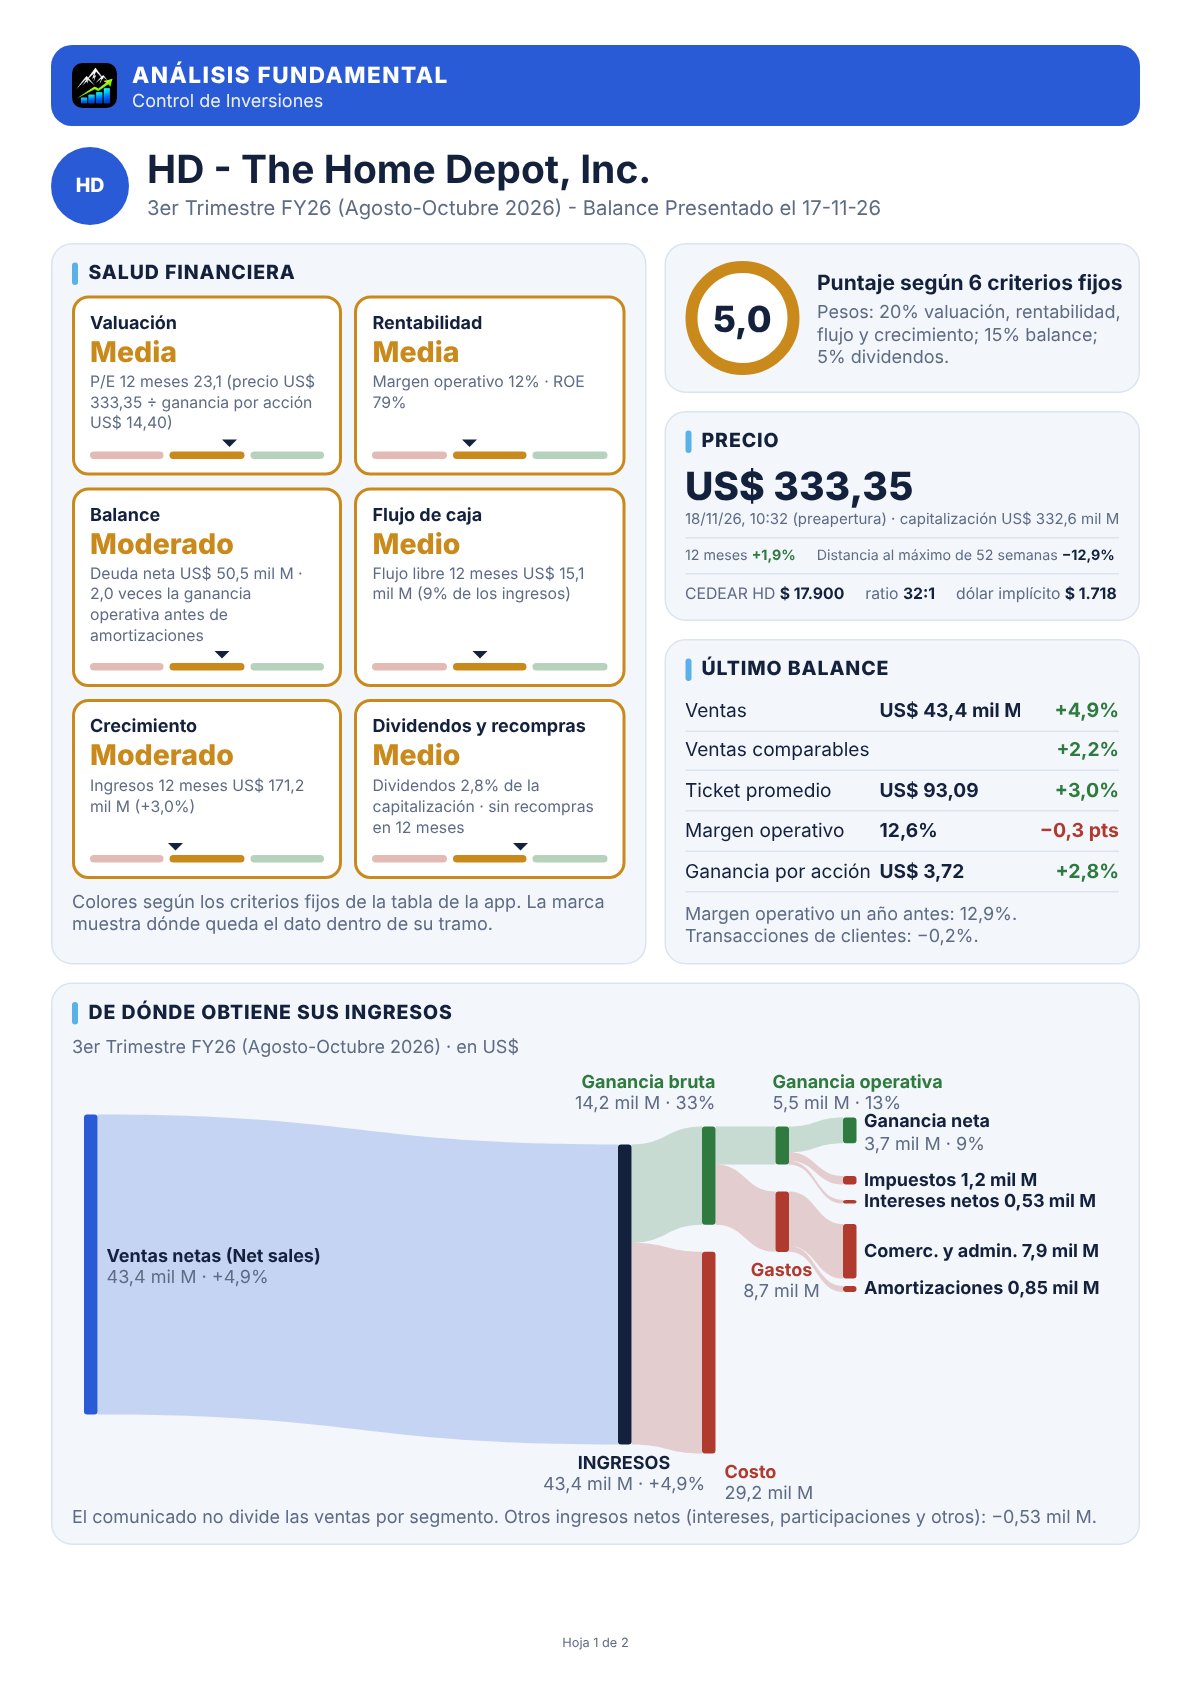 ANÁLISIS FUNDAMENTAL
Control de Inversiones
HD
HD - The Home Depot, Inc.
3er Trimestre FY26 (Agosto-Octubre 2026) - Balance Presentado el 17-11-26
SALUD FINANCIERA
Valuación
Media
P/E 12 meses 23,1 (precio US$
333,35 ÷ ganancia por acción
US$ 14,40)
Rentabilidad
Media
Margen operativo 12% · ROE
79%
Balance
Moderado
Deuda neta US$ 50,5 mil M ·
2,0 veces la ganancia
operativa antes de
amortizaciones
Flujo de caja
Medio
Flujo libre 12 meses US$ 15,1
mil M (9% de los ingresos)
Crecimiento
Moderado
Ingresos 12 meses US$ 171,2
mil M (+3,0%)
Dividendos y recompras
Medio
Dividendos 2,8% de la
capitalización · sin recompras
en 12 meses
Colores según los criterios fijos de la tabla de la app. La marca
muestra dónde queda el dato dentro de su tramo.
5,0
Puntaje según 6 criterios fijos
Pesos: 20% valuación, rentabilidad,
flujo y crecimiento; 15% balance;
5% dividendos.
PRECIO
US$ 333,35
18/11/26, 10:32 (preapertura) · capitalización US$ 332,6 mil M
12 meses +1,9% Distancia al máximo de 52 semanas −12,9%
CEDEAR HD $ 17.900 ratio 32:1 dólar implícito $ 1.718
ÚLTIMO BALANCE
Ventas US$ 43,4 mil M +4,9%
Ventas comparables +2,2%
Ticket promedio US$ 93,09 +3,0%
Margen operativo 12,6% −0,3 pts
Ganancia por acción US$ 3,72 +2,8%
Margen operativo un año antes: 12,9%.
Transacciones de clientes: −0,2%.
DE DÓNDE OBTIENE SUS INGRESOS
3er Trimestre FY26 (Agosto-Octubre 2026) · en US$
Ganancia bruta
14,2 mil M · 33%
Ganancia operativa
5,5 mil M · 13%
Ganancia neta
3,7 mil M · 9%
Impuestos 1,2 mil M
Intereses netos 0,53 mil M
Comerc. y admin. 7,9 mil M
Amortizaciones 0,85 mil M
Gastos
8,7 mil M
Ventas netas (Net sales)
43,4 mil M · +4,9%
INGRESOS
43,4 mil M · +4,9%
Costo
29,2 mil M
El comunicado no divide las ventas por segmento. Otros ingresos netos (intereses, participaciones y otros): −0,53 mil M.
Hoja 1 de 2